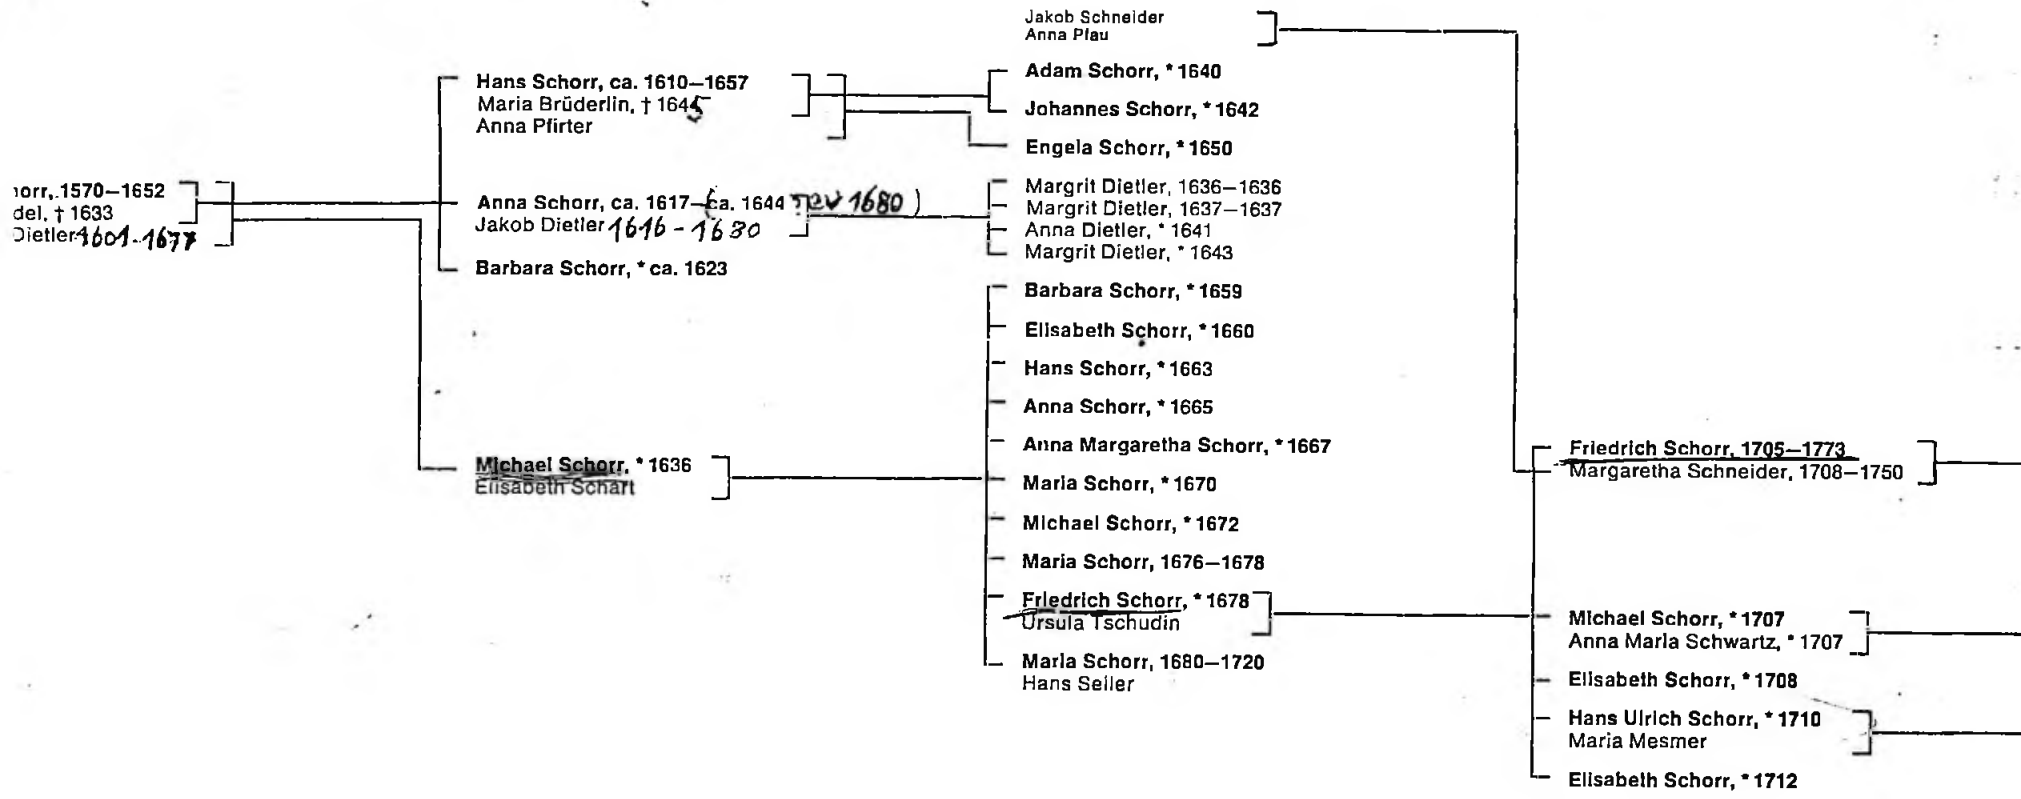 Jakob Schneider
Anna Pfau
Hans Schorr, ca. 1610–1657
Maria Brüderlin, † 1645
Anna Pfirter
Adam Schorr, * 1640
Johannes Schorr, * 1642
Engela Schorr, * 1650
orr, 1570–1652
del, † 1633
Dietler 1601-1677
Anna Schorr, ca. 1617–(ca. 1644 1680)
Jakob Dietler 1616 - 1680
Barbara Schorr, * ca. 1623
Margrit Dietler, 1636–1636
Margrit Dietler, 1637–1637
Anna Dietler, * 1641
Margrit Dietler, * 1643
Michael Schorr, * 1636
Elisabeth Schärt
Barbara Schorr, * 1659
Elisabeth Schorr, * 1660
Hans Schorr, * 1663
Anna Schorr, * 1665
Anna Margaretha Schorr, * 1667
Maria Schorr, * 1670
Michael Schorr, * 1672
Maria Schorr, 1676–1678
Friedrich Schorr, * 1678
Ursula Tschudin
Maria Schorr, 1680–1720
Hans Seiler
Friedrich Schorr, 1705–1773
Margaretha Schneider, 1708–1750
Michael Schorr, * 1707
Anna Maria Schwartz, * 1707
Elisabeth Schorr, * 1708
Hans Ulrich Schorr, * 1710
Maria Mesmer
Elisabeth Schorr, * 1712